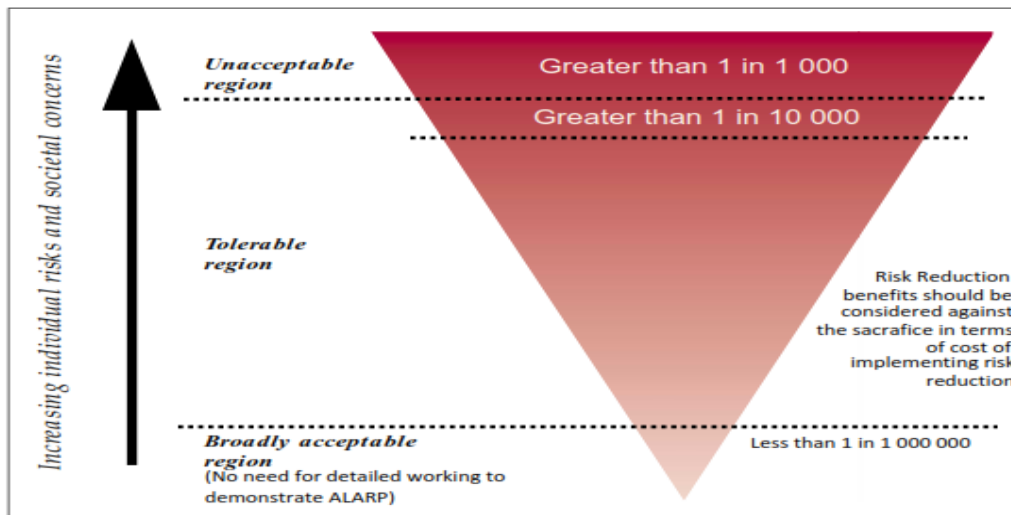 Increasing individual risks and societal concerns
Unacceptable
region
Greater than 1 in 1 000
Greater than 1 in 10 000
Tolerable
region
Risk Reduction
benefits should be
considered against
the sacrafice in terms
of cost of
implementing risk
reduction
Broadly acceptable
region
(No need for detailed working to
demonstrate ALARP)
Less than 1 in 1 000 000